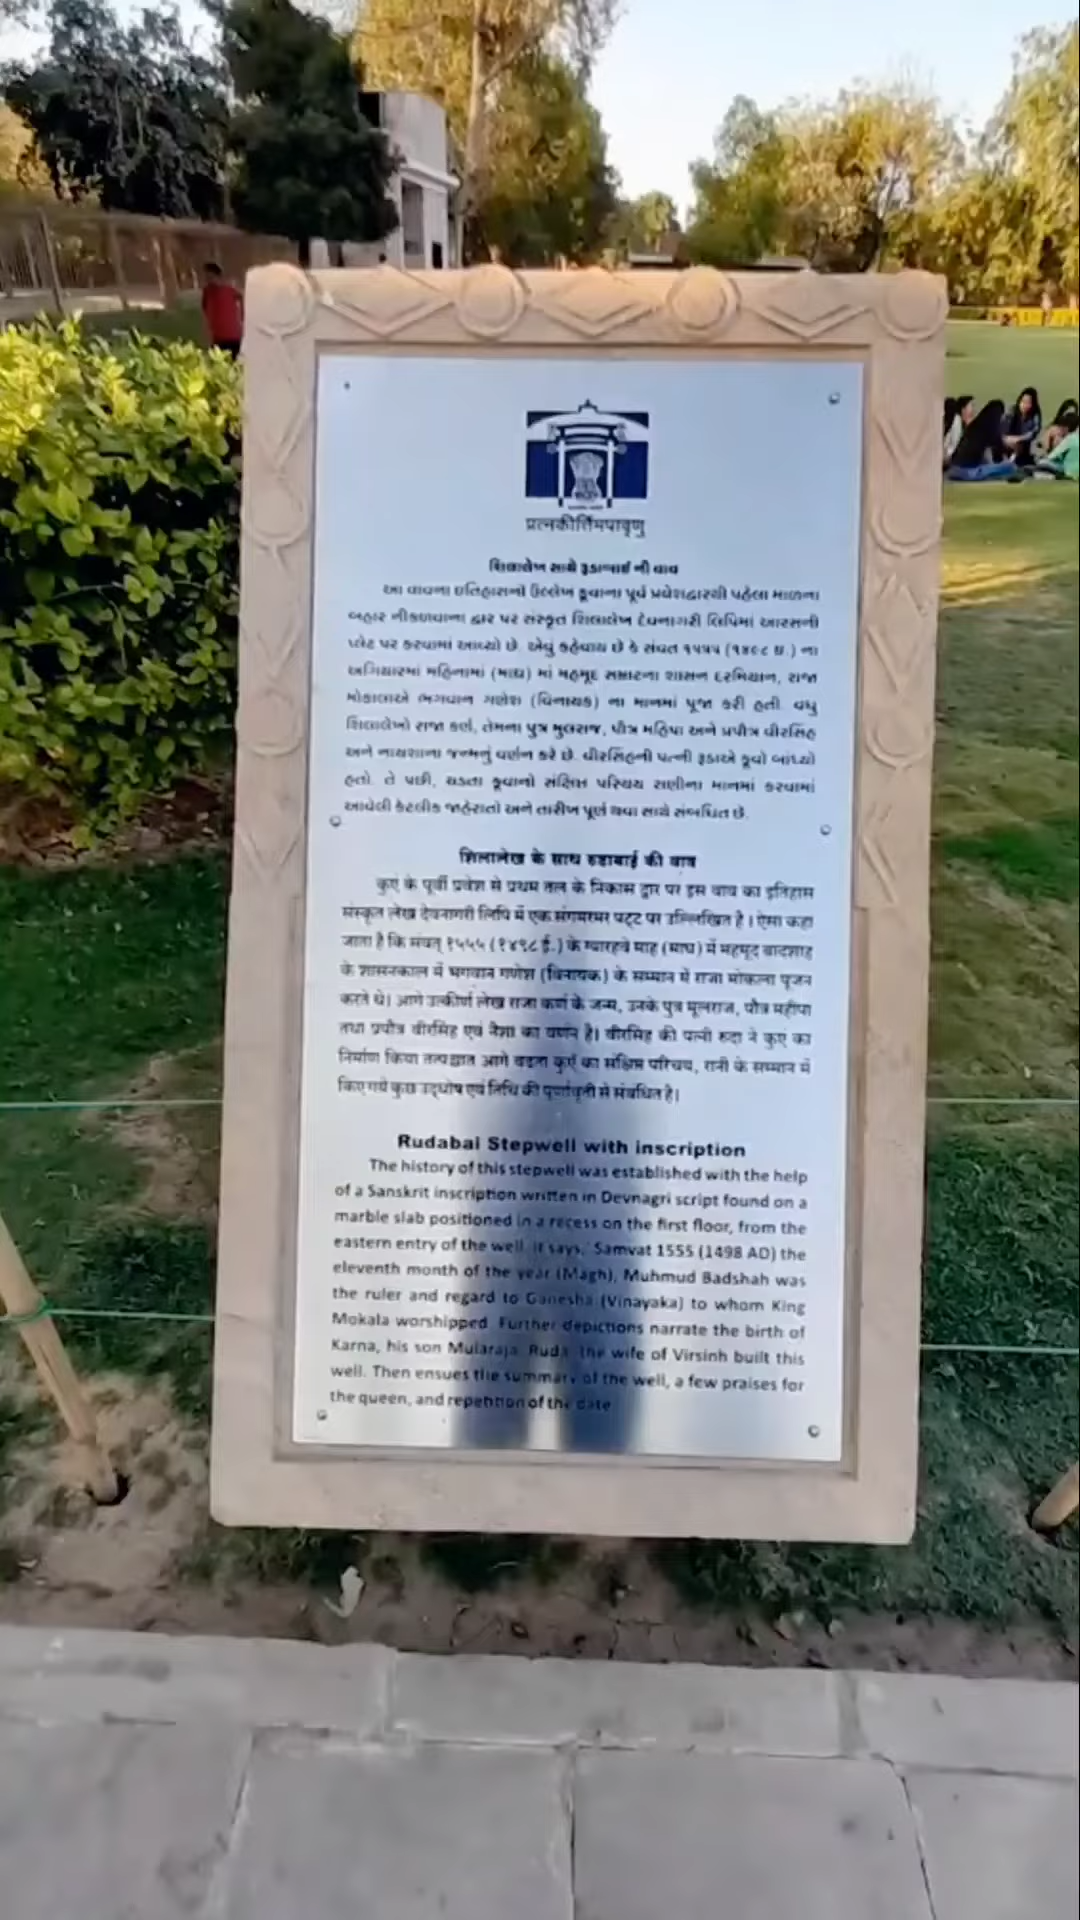 प्रत्नकीर्तिमपावृणु
શિલાલેખ સાથે રૂડાબાઈ ની વાવ
આ વાવના ઇતિહાસનો ઉલ્લેખ કૂવાના પૂર્વ પ્રવેશદ્વારથી પહેલા માળના
બહાર નીકળવાના દ્વાર પર સંસ્કૃત શિલાલેખ દેવનાગરી લિપિમાં આરસની
પ્લેટ પર કરવામાં આવ્યો છે. એવું કહેવાય છે કે સંવત ૧૫૫૫ (૧૪૯૮ ઇ.) ના
અગિયારમાં મહિનામાં (માઘ) માં મહમૂદ સમ્રાટના શાસન દરમિયાન, રાજા
મોકાલાએ ભગવાન ગણેશ (વિનાયક) ના માનમાં પૂજા કરી હતી. વધુ
શિલાલેખો રાજા કર્ણ, તેમના પુત્ર મુલરાજ, પૌત્ર મહિપા અને પ્રપૌત્ર વીરસિંહ
અને નાયશાના જન્મનું વર્ણન કરે છે. વીરસિંહની પત્ની રૂડાએ કૂવો બાંધ્યો
હતો. તે પછી, ચડતા કૂવાનો સંક્ષિપ્ત પરિચય રાણીના માનમાં કરવામાં
આવેલી કેટલીક જાહેરાતો અને તારીખ પૂર્ણ થવા સાથે સંબંધિત છે.
शिलालेख के साथ रुडाबाई की वाव
कुएं के पूर्वी प्रवेश से प्रथम तल के निकास द्वार पर इस वाव का इतिहास
संस्कृत लेख देवनागरी लिपि में एक संगमरमर पट्ट पर उल्लिखित है। ऐसा कहा
जाता है कि संवत् १५५५ (१४९८ ई.) के ग्यारहवे माह (माघ) में महमूद बादशाह
के शासनकाल में भगवान गणेश (विनायक) के सम्मान में राजा मोकला पूजन
करते थे। आगे उत्कीर्ण लेख राजा कर्ण के जन्म, उनके पुत्र मूलराज, पौत्र महीपा
तथा प्रपौत्र वीरसिंह एवं नैशा का वर्णन है। वीरसिंह की पत्नी रुदा ने कुएं का
निर्माण किया तत्पश्चात आगे बढता कुएँ का संक्षिप्त परिचय, रानी के सम्मान में
किए गये कुछ उद्घोष एवं तिथि की पूर्णावृती से संबधित है।
Rudabai Stepwell with inscription
The history of this stepwell was established with the help
of a Sanskrit inscription written in Devnagri script found on a
marble slab positioned in a recess on the first floor, from the
eastern entry of the well. It says, Samvat 1555 (1498 AD) the
eleventh month of the year (Magh), Muhmud Badshah was
the ruler and regard to Ganesha (Vinayaka) to whom King
Mokala worshipped. Further depictions narrate the birth of
Karna, his son Mularaja. Ruda, the wife of Virsinh built this
well. Then ensues the summary of the well, a few praises for
the queen, and repetition of the date